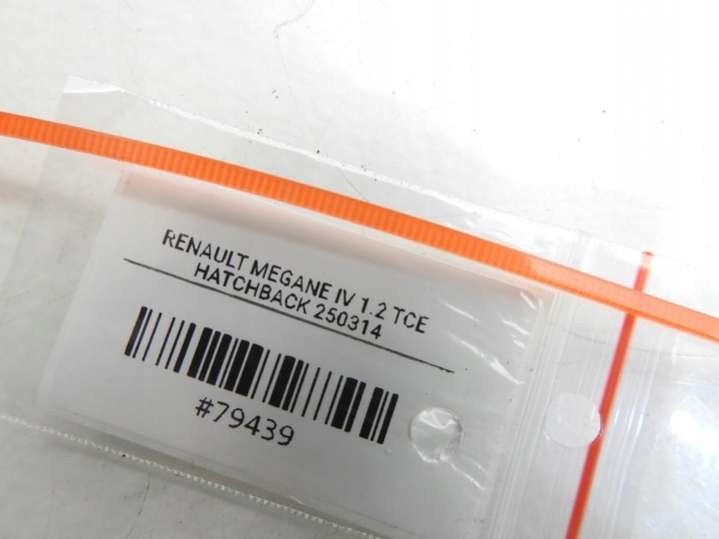 RENAULT MEGANE IV 1.2 TCE
HATCHBACK 250314
#79439